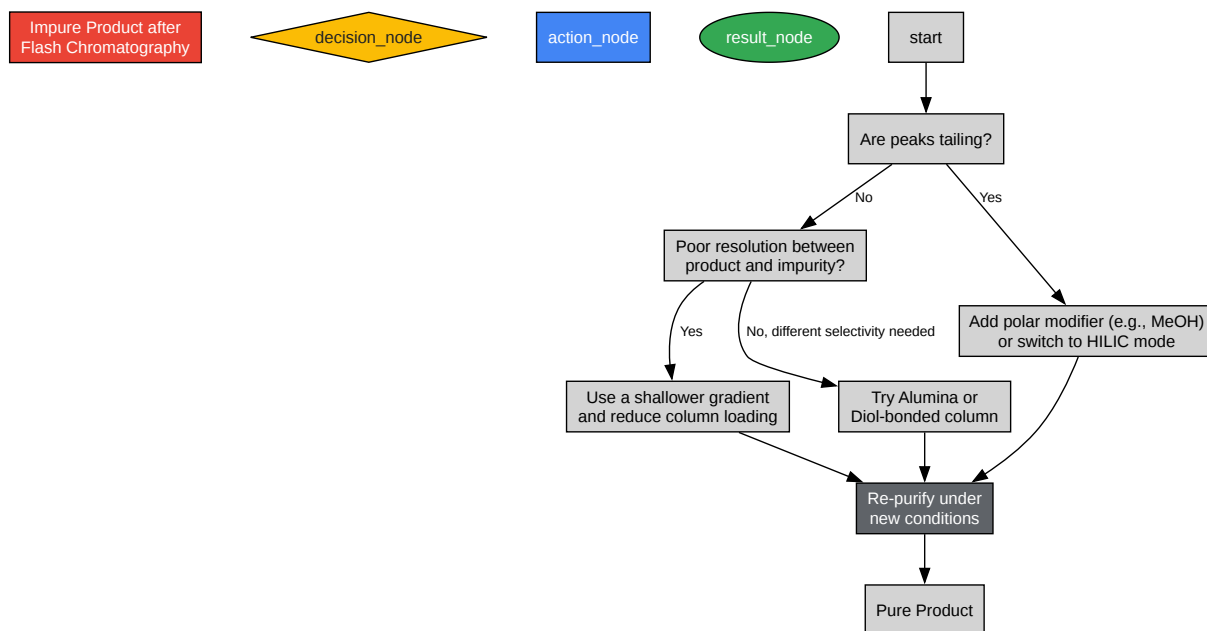 Impure Product after
Flash Chromatography
decision_node
action_node
result_node
start
Are peaks tailing?
No
Yes
Poor resolution between
product and impurity?
Add polar modifier (e.g., MeOH)
or switch to HILIC mode
Yes
No, different selectivity needed
Use a shallower gradient
and reduce column loading
Try Alumina or
Diol-bonded column
Re-purify under
new conditions
Pure Product